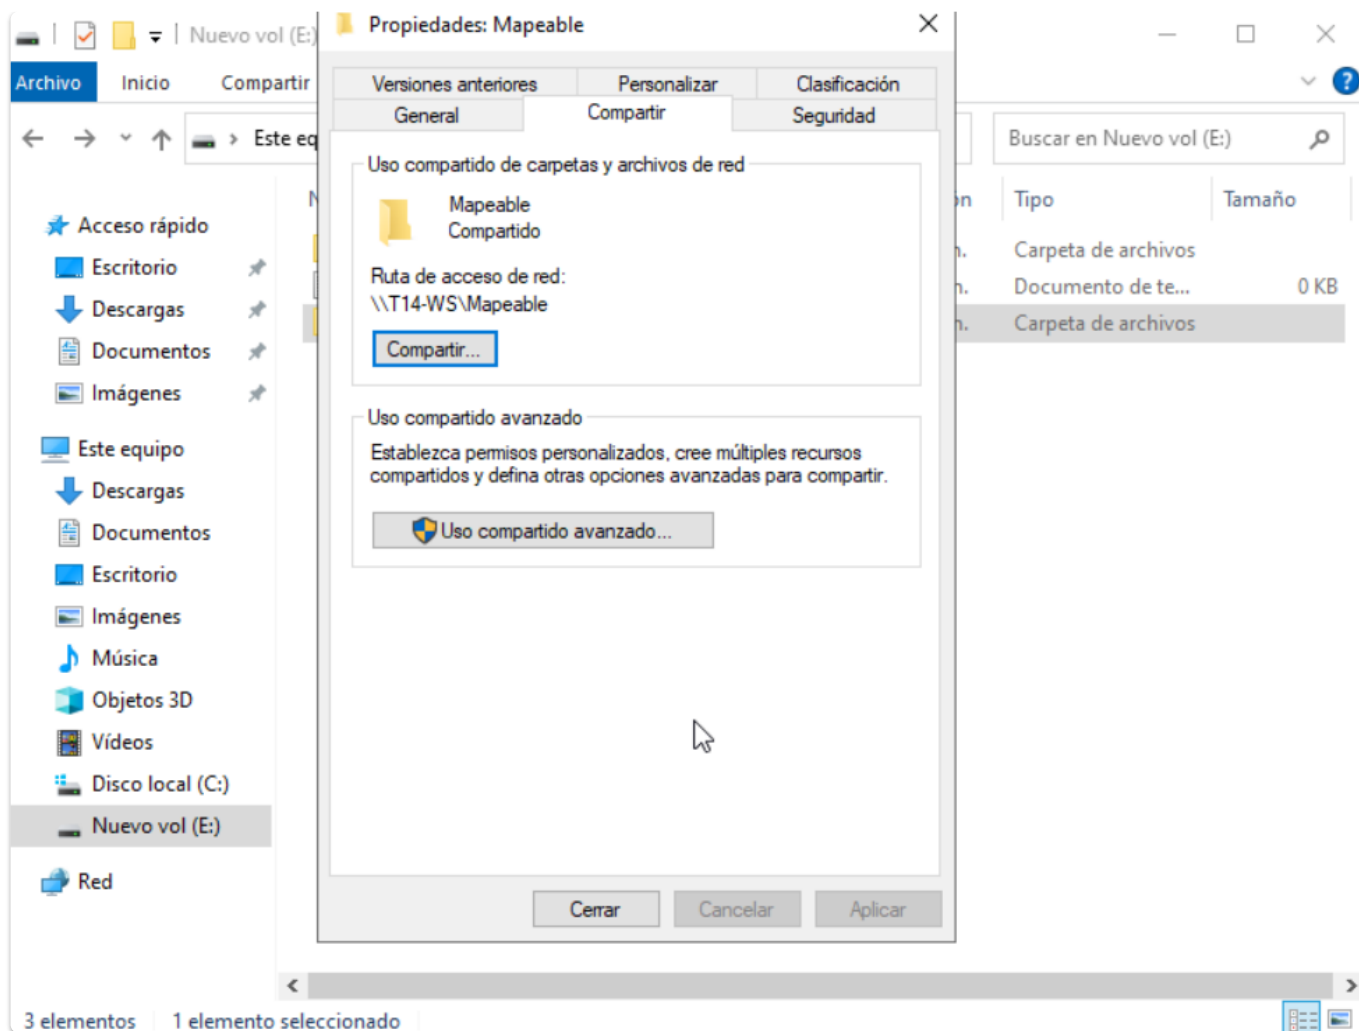 Nuevo vol (E:)
Propiedades: Mapeable
Archivo
Inicio
Compartir
?
Este eq
Buscar en Nuevo vol (E:)
Versiones anteriores
Personalizar
Clasificación
General
Compartir
Seguridad
Uso compartido de carpetas y archivos de red
Mapeable
Compartido
Ruta de acceso de red:
\\T14-WS\Mapeable
Compartir...
Uso compartido avanzado
Establezca permisos personalizados, cree múltiples recursos
compartidos y defina otras opciones avanzadas para compartir.
Uso compartido avanzado...
Cerrar
Cancelar
Aplicar
Acceso rápido
Escritorio
Descargas
Documentos
Imágenes
Este equipo
Descargas
Documentos
Escritorio
Imágenes
Música
Objetos 3D
Vídeos
Disco local (C:)
Nuevo vol (E:)
Red
Tipo
Tamaño
Carpeta de archivos
Documento de te...
0 KB
Carpeta de archivos
3 elementos
1 elemento seleccionado